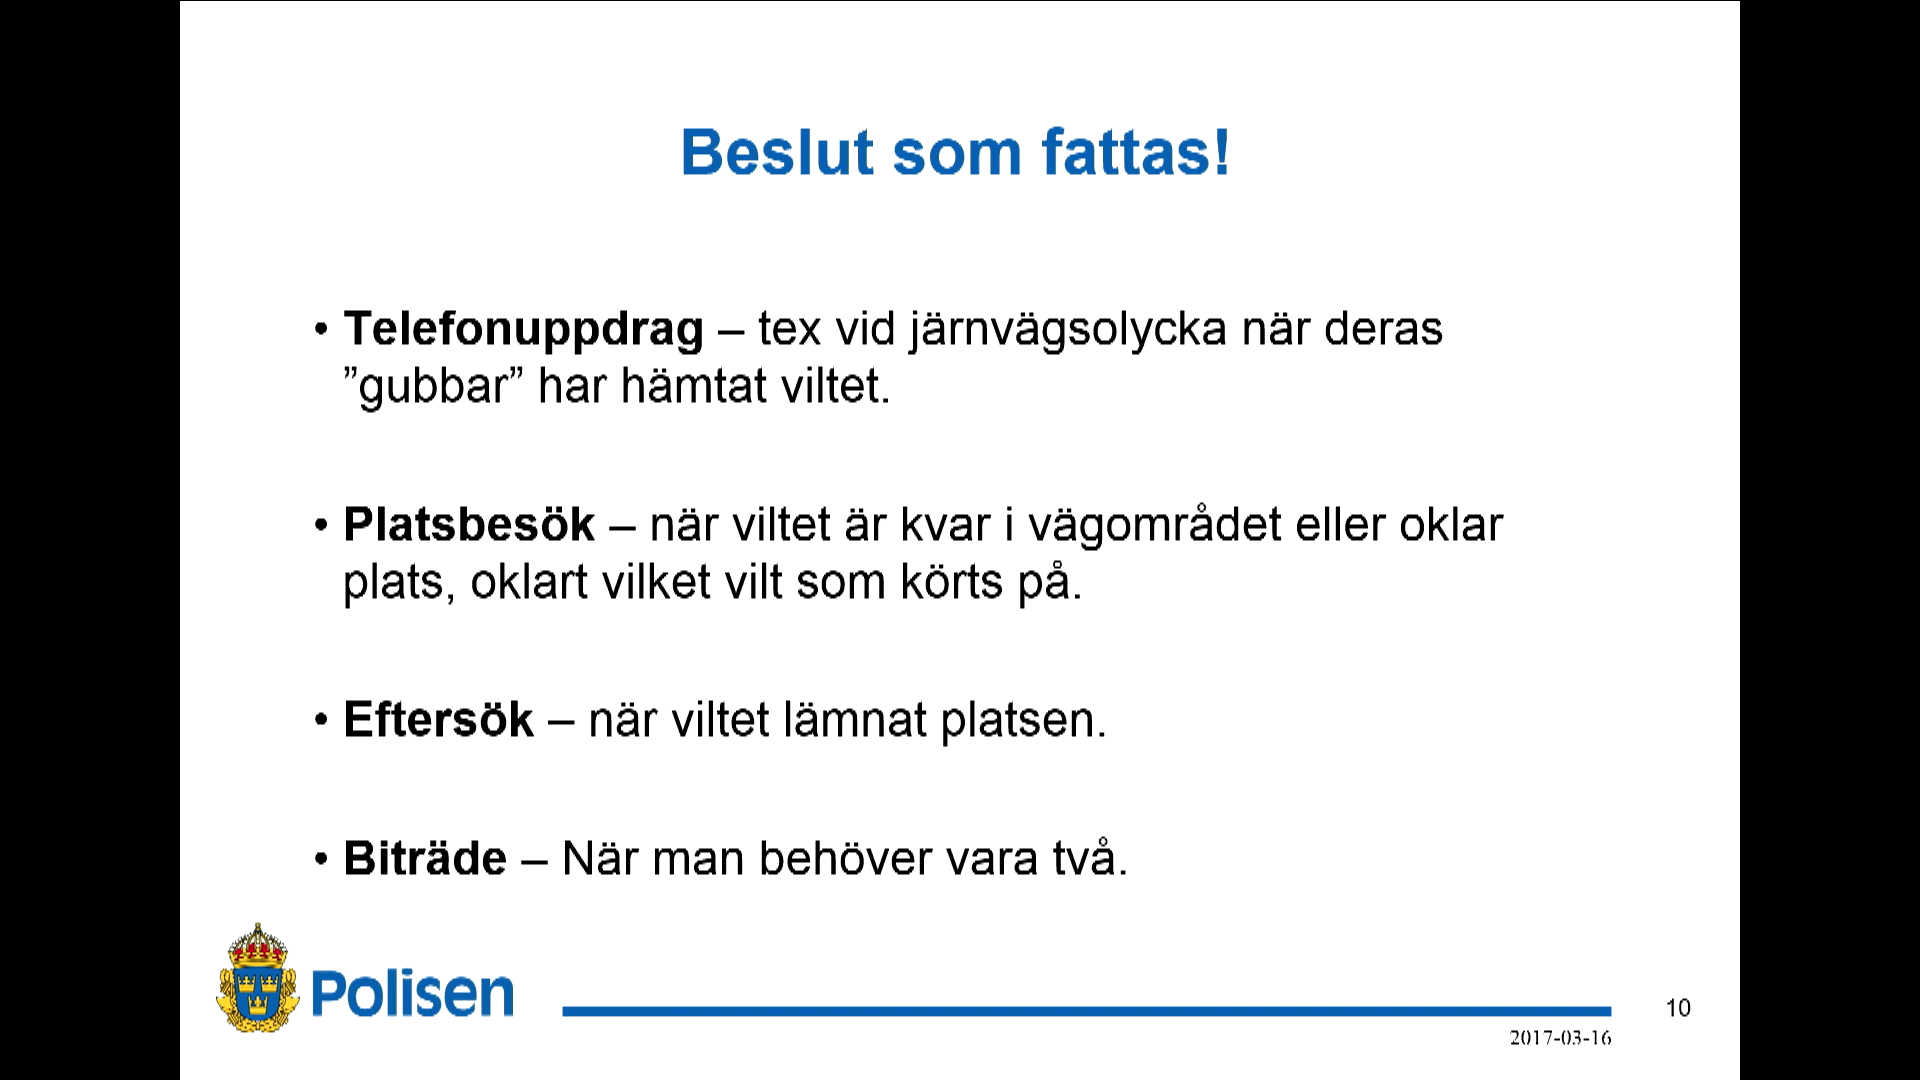 Beslut som fattas!
• Telefonuppdrag – tex vid järnvägsolycka när deras
”gubbar” har hämtat viltet.
• Platsbesök – när viltet är kvar i vägområdet eller oklar
plats, oklart vilket vilt som körts på.
• Eftersök – när viltet lämnat platsen.
• Biträde – När man behöver vara två.
Polisen
10
2017-03-16